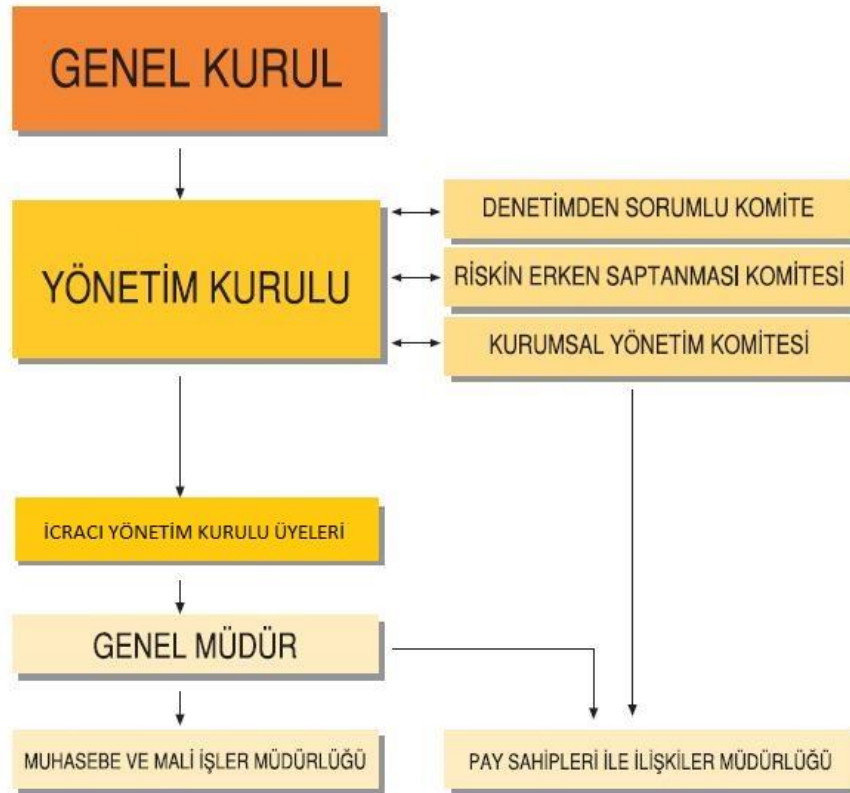 GENEL KURUL
YÖNETİM KURULU
DENETİMDEN SORUMLU KOMİTE
RİSKİN ERKEN SAPTANMASI KOMİTESİ
KURUMSAL YÖNETİM KOMİTESİ
İCRACI YÖNETİM KURULU ÜYELERİ
GENEL MÜDÜR
MUHASEBE VE MALİ İŞLER MÜDÜRLÜĞÜ
PAY SAHİPLERİ İLE İLİŞKİLER MÜDÜRLÜĞÜ